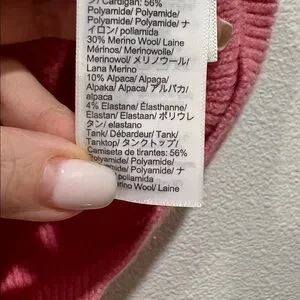 ン/ Cardigan: 56%
Polyamide/ Polyamide/
Polyamide/ Polyamide/ ナ
イロン/ poliamida
30% Merino Wool/ Laine
Mérinos/ Merinowolle/
Merinowol/ メリノウール/
Lana Merino
10% Alpaca/ Alpaga/
Alpaka/ Alpaca/ アルパカ/
alpaca
4% Elastane/ Élasthanne/
Elastan/ Elastaan/ ポリウレ
タン/ elastano
Tank/ Débardeur/ Tank/
Tanktop/ タンクトップ/
Camiseta de tirantes: 56%
Polyamide/ Polyamide/
Polyamide/ Polyamide/ ナ
poliamida
Merino Wool/ Laine